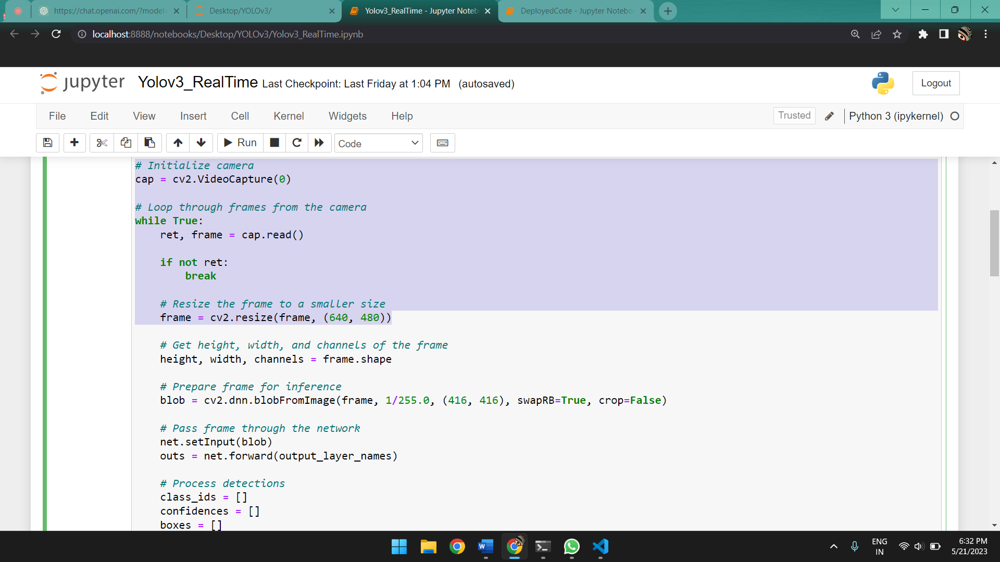 https://chat.openai.com/?model=
Desktop/YOLOv3/
Yolov3_RealTime - Jupyter Noteb
DeployedCode - Jupyter Notebo
localhost:8888/notebooks/Desktop/YOLOv3/Yolov3_RealTime.ipynb
jupyter Yolov3_RealTime Last Checkpoint: Last Friday at 1:04 PM (autosaved)
Logout
File Edit View Insert Cell Kernel Widgets Help
Trusted
Python 3 (ipykernel)
Run
Code
# Initialize camera
cap = cv2.VideoCapture(0)
# Loop through frames from the camera
while True:
    ret, frame = cap.read()
    if not ret:
        break
    # Resize the frame to a smaller size
    frame = cv2.resize(frame, (640, 480))
    # Get height, width, and channels of the frame
    height, width, channels = frame.shape
    # Prepare frame for inference
    blob = cv2.dnn.blobFromImage(frame, 1/255.0, (416, 416), swapRB=True, crop=False)
    # Pass frame through the network
    net.setInput(blob)
    outs = net.forward(output_layer_names)
    # Process detections
    class_ids = []
    confidences = []
    boxes = []
ENG
IN
6:32 PM
5/21/2023